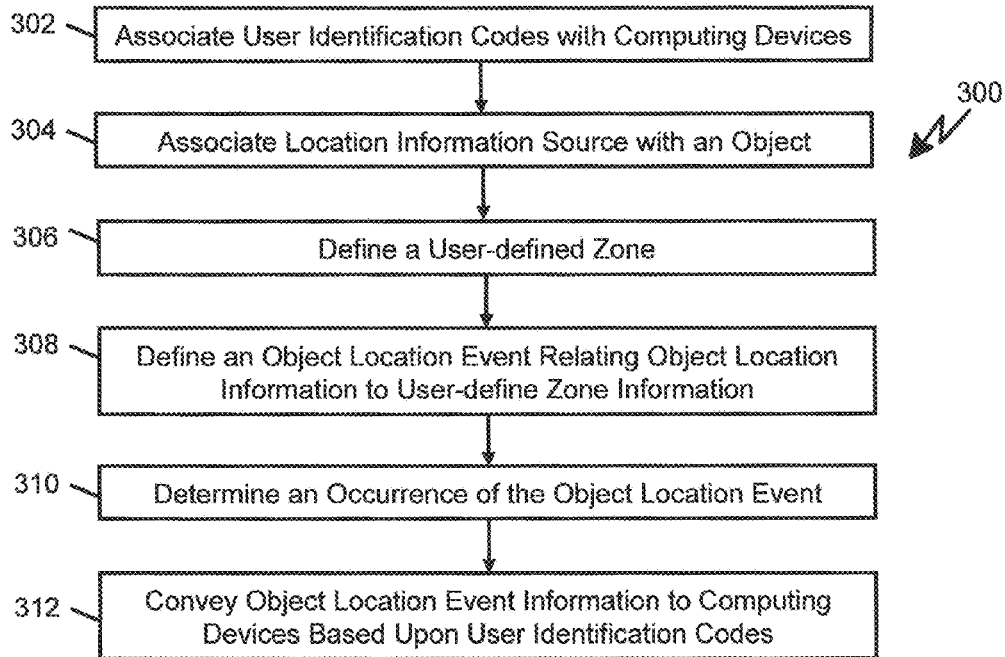 302
Associate User Identification Codes with Computing Devices
300
304
Associate Location Information Source with an Object
306
Define a User-defined Zone
308
Define an Object Location Event Relating Object Location
Information to User-define Zone Information
310
Determine an Occurrence of the Object Location Event
312
Convey Object Location Event Information to Computing
Devices Based Upon User Identification Codes